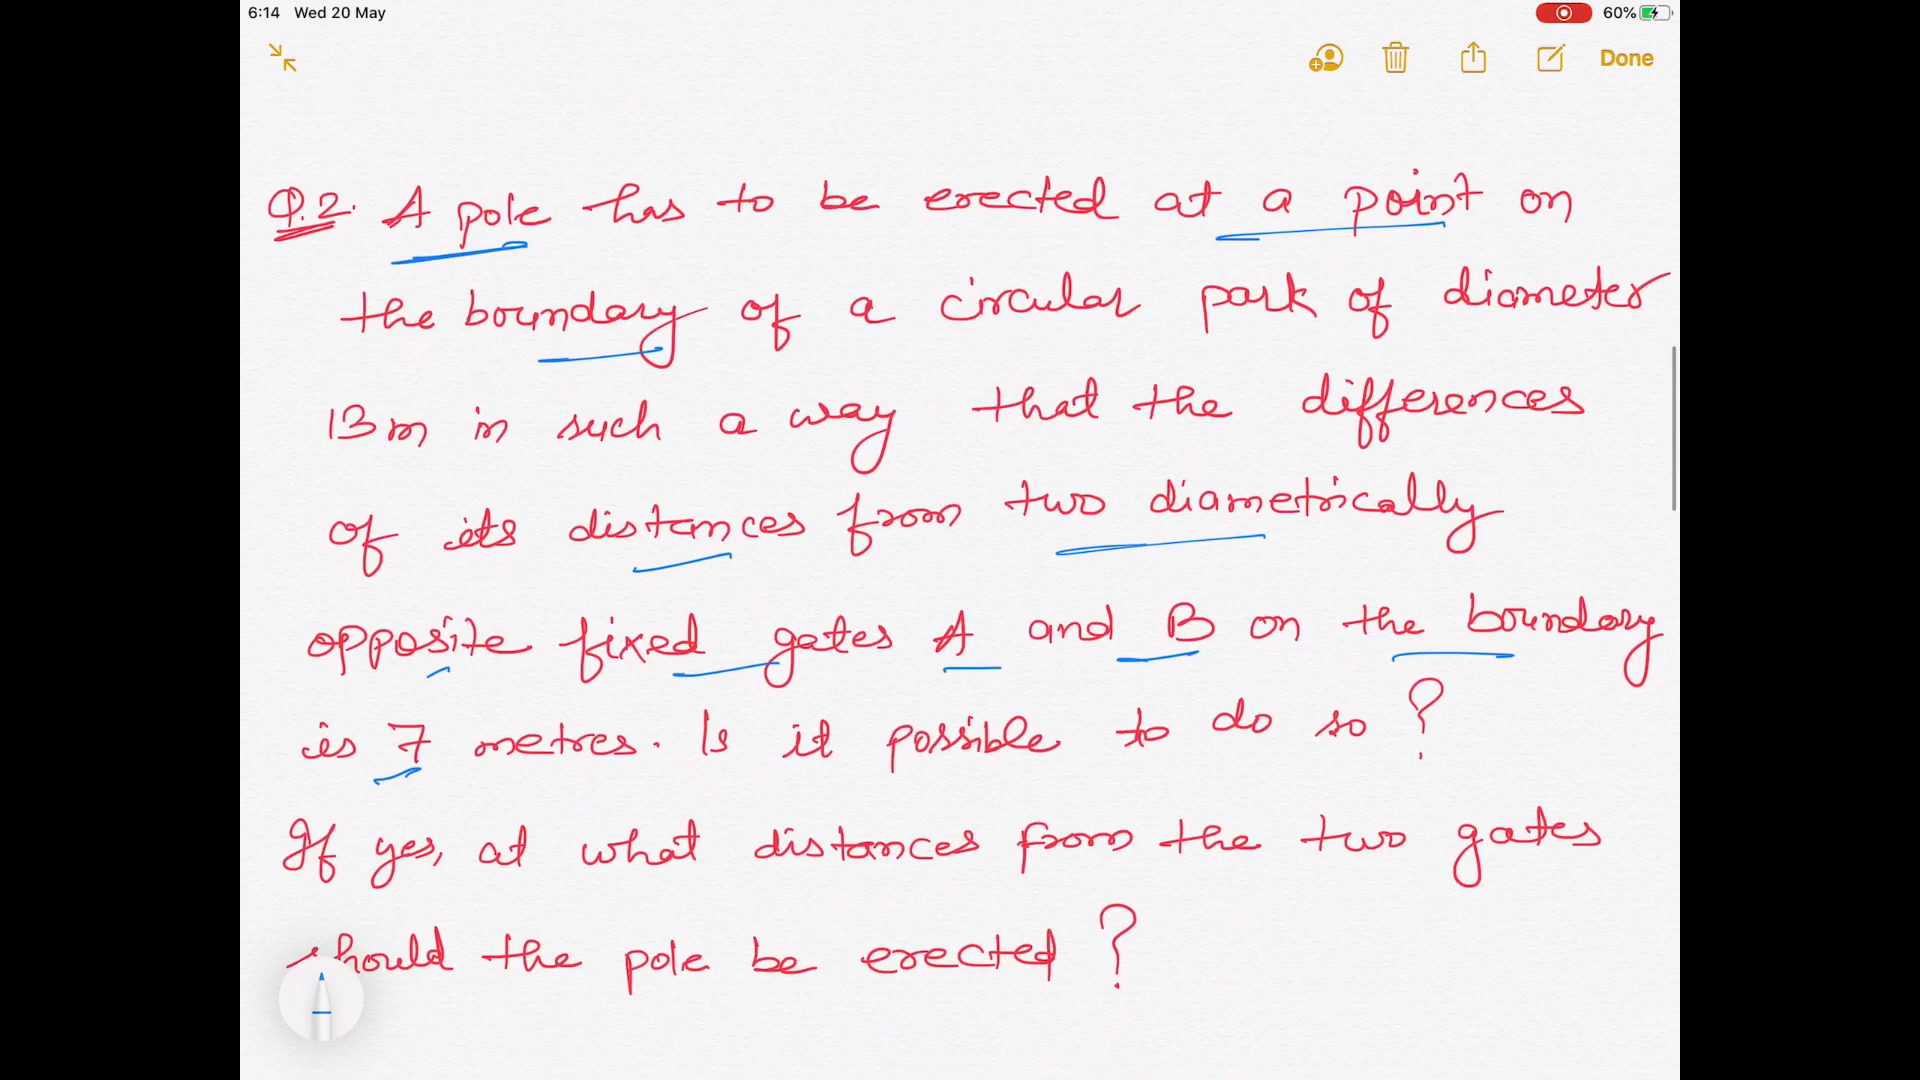 6:14 Wed 20 May 60%
Done
Q.2. A pole has to be erected at a point on
the boundary of a circular park of diameter
13m in such a way that the differences
of its distances from two diametrically
opposite fixed gates A and B on the boundary
is 7 metres. Is it possible to do so?
If yes, at what distances from the two gates
should the pole be erected?